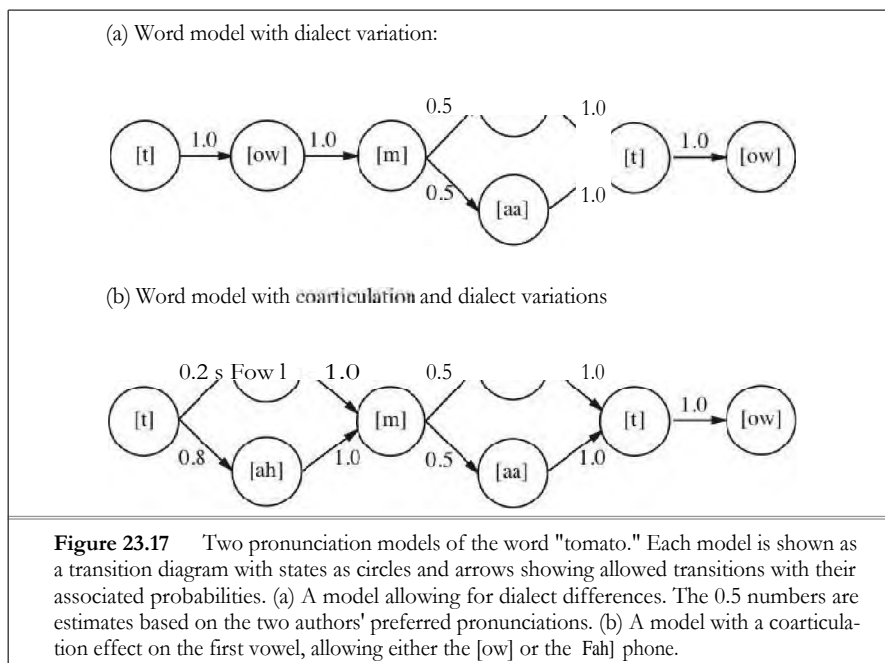 (a) Word model with dialect variation:
0.5 1.0
[t] 1.0 [ow] 1.0 [m] [t] 1.0 [ow]
0.5 [aa] 1.0
(b) Word model with coarticulation and dialect variations
0.2 s Fow l 1.0 0.5 1.0
[t] [m] [t] 1.0 [ow]
0.8 [ah] 1.0 0.5 [aa] 1.0
Figure 23.17 Two pronunciation models of the word "tomato." Each model is shown as
a transition diagram with states as circles and arrows showing allowed transitions with their
associated probabilities. (a) A model allowing for dialect differences. The 0.5 numbers are
estimates based on the two authors' preferred pronunciations. (b) A model with a coarticula-
tion effect on the first vowel, allowing either the [ow] or the Fah] phone.